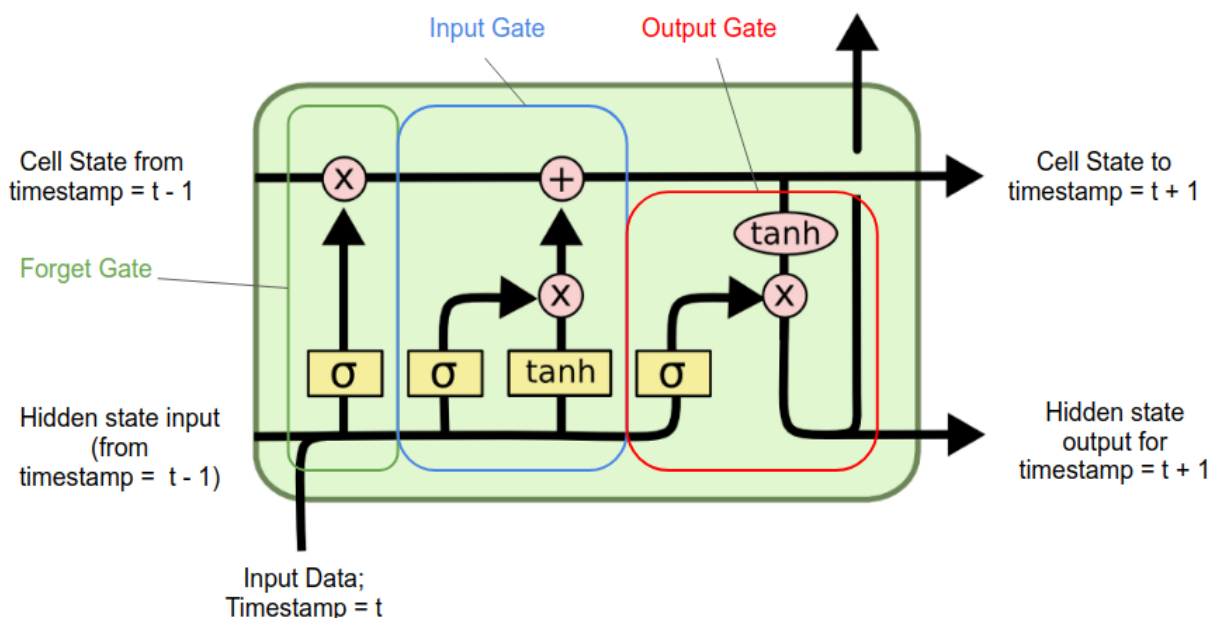 Input Gate
Output Gate
Cell State from
timestamp = t - 1
x
+
Cell State to
timestamp = t + 1
tanh
Forget Gate
x
x
σ
σ
tanh
σ
Hidden state input
(from
timestamp =  t - 1)
Hidden state
output for
timestamp = t + 1
Input Data;
Timestamp = t